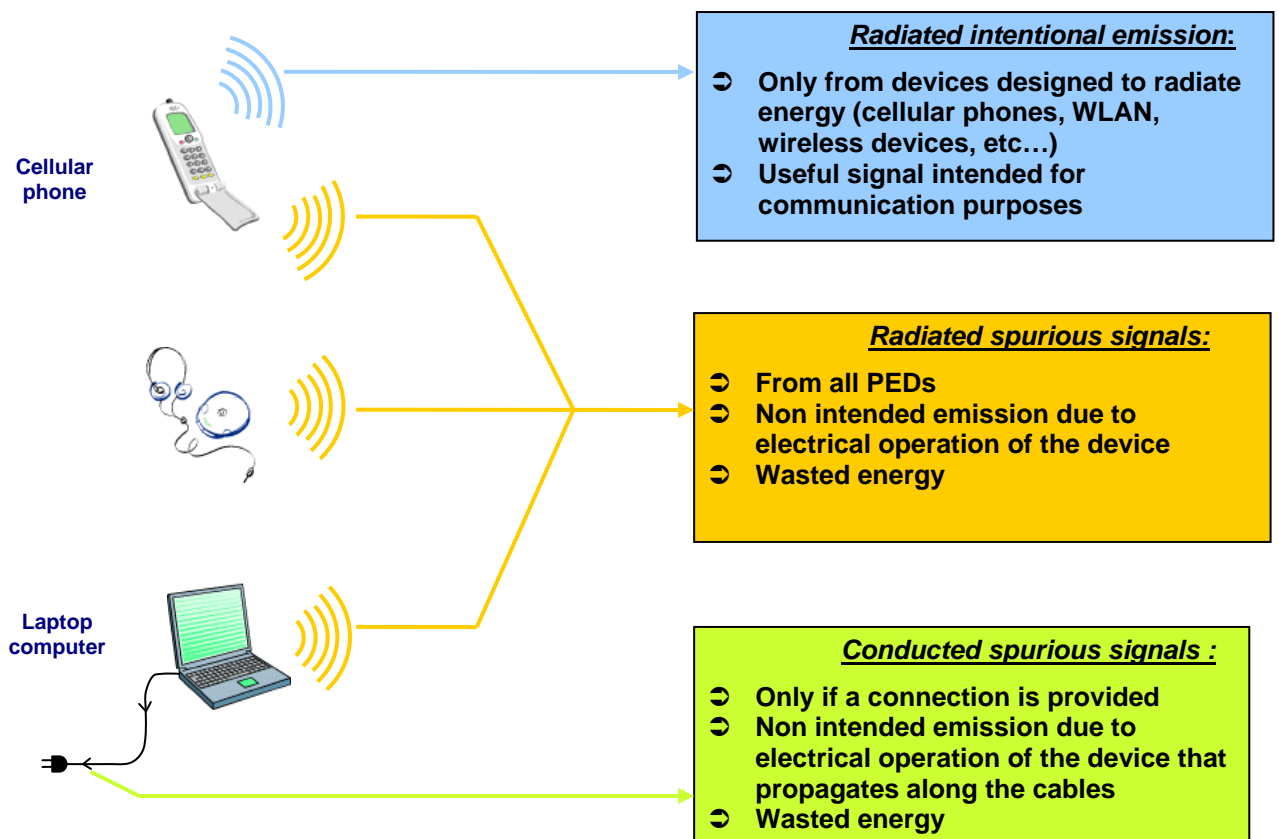 Radiated intentional emission:
➲ Only from devices designed to radiate
energy (cellular phones, WLAN,
wireless devices, etc…)
➲ Useful signal intended for
communication purposes
Cellular
phone
Radiated spurious signals:
➲ From all PEDs
➲ Non intended emission due to
electrical operation of the device
➲ Wasted energy
Laptop
computer
Conducted spurious signals :
➲ Only if a connection is provided
➲ Non intended emission due to
electrical operation of the device that
propagates along the cables
➲ Wasted energy